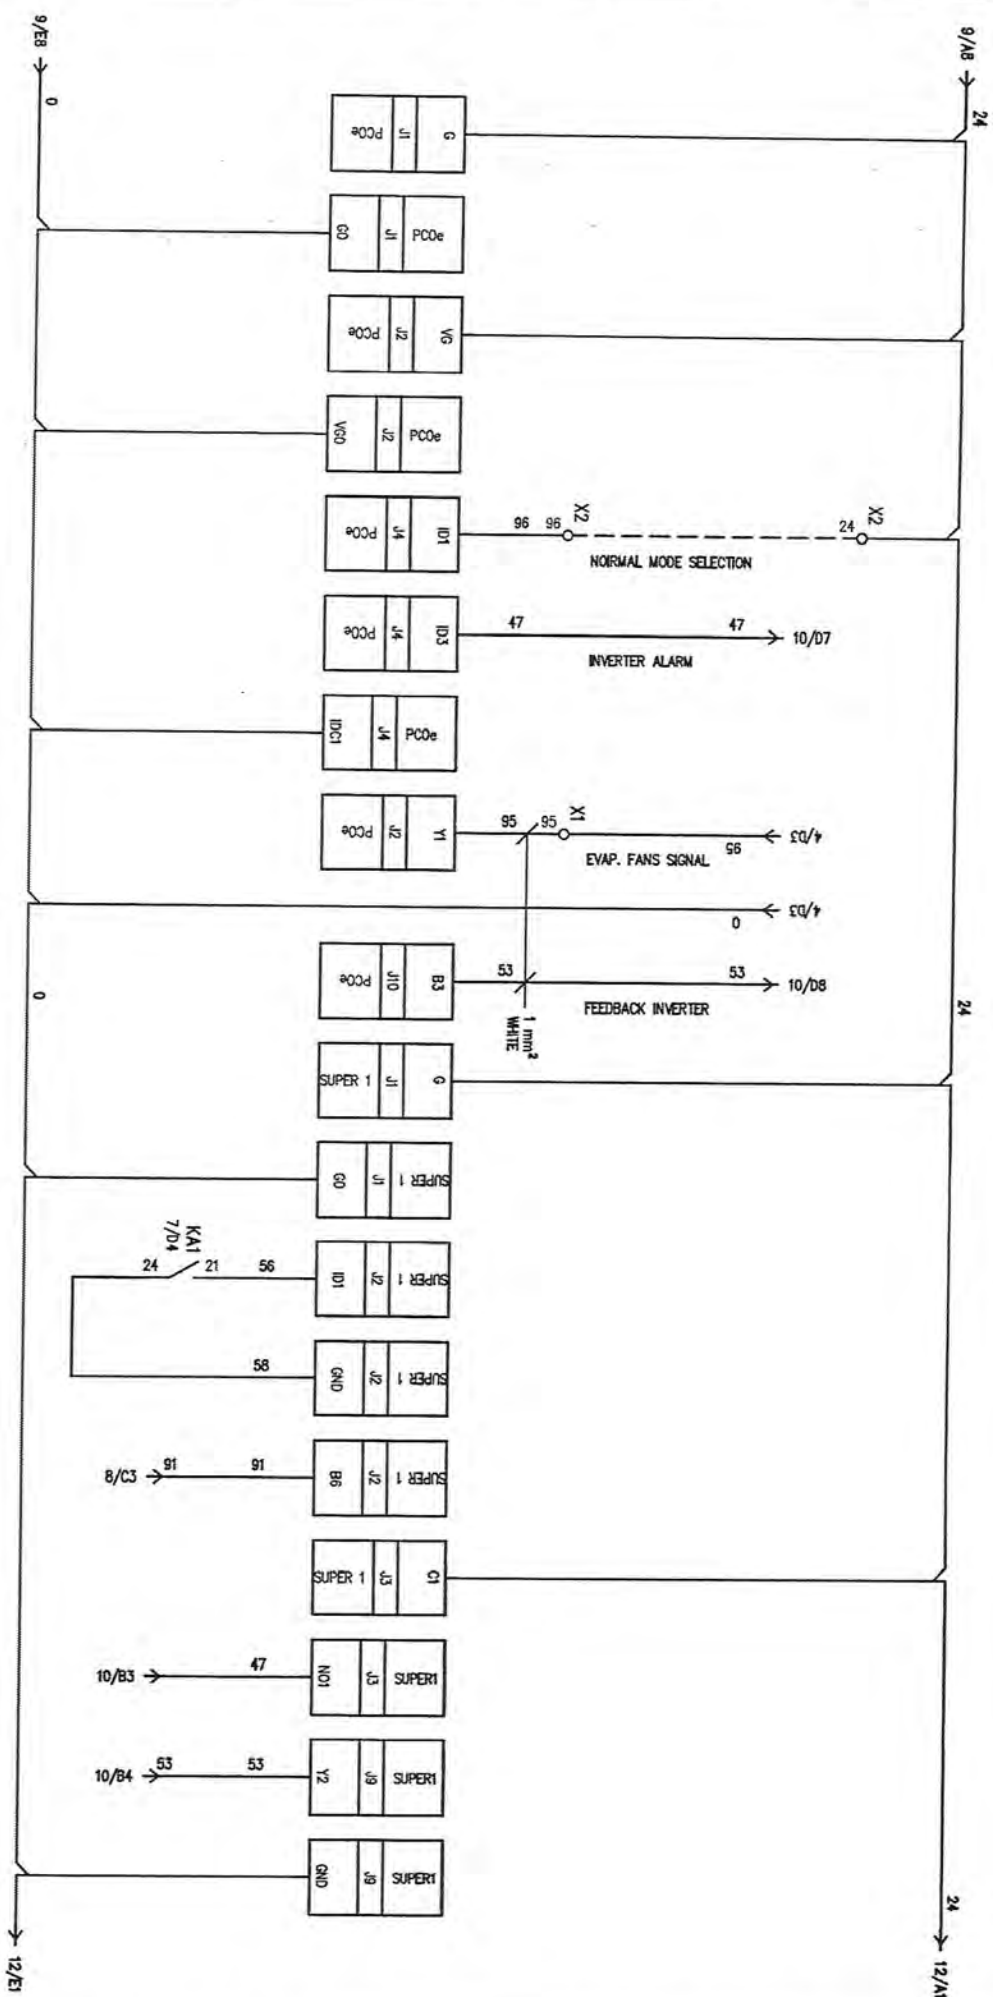 9/E8
0
9/A8
24
G
J1
PCOe
PCOe
J1
G0
VG
J2
PCOe
PCOe
J2
VG0
ID1
J4
PCOe
96
96
X2
24
X2
NOIRMAL MODE SELECTION
ID3
J4
PCOe
47
47
10/D7
INVERTER ALARM
PCOe
J4
IDC1
Y1
J2
PCOe
95
95
X1
95
4/D3
EVAP. FANS SIGNAL
0
4/D3
B3
J10
PCOe
53
53
10/D8
FEEDBACK INVERTER
1 mm²
WHITE
0
24
G
J1
SUPER 1
SUPER 1
J1
G0
SUPER 1
J2
ID1
56
21
24
KA1
7/D4
SUPER 1
J2
GND
58
SUPER 1
J2
B6
91
91
8/C3
C1
J3
SUPER 1
SUPER1
J3
NO1
47
10/B3
SUPER1
J9
Y2
53
53
10/B4
SUPER1
J9
GND
24
12/A1
12/E1